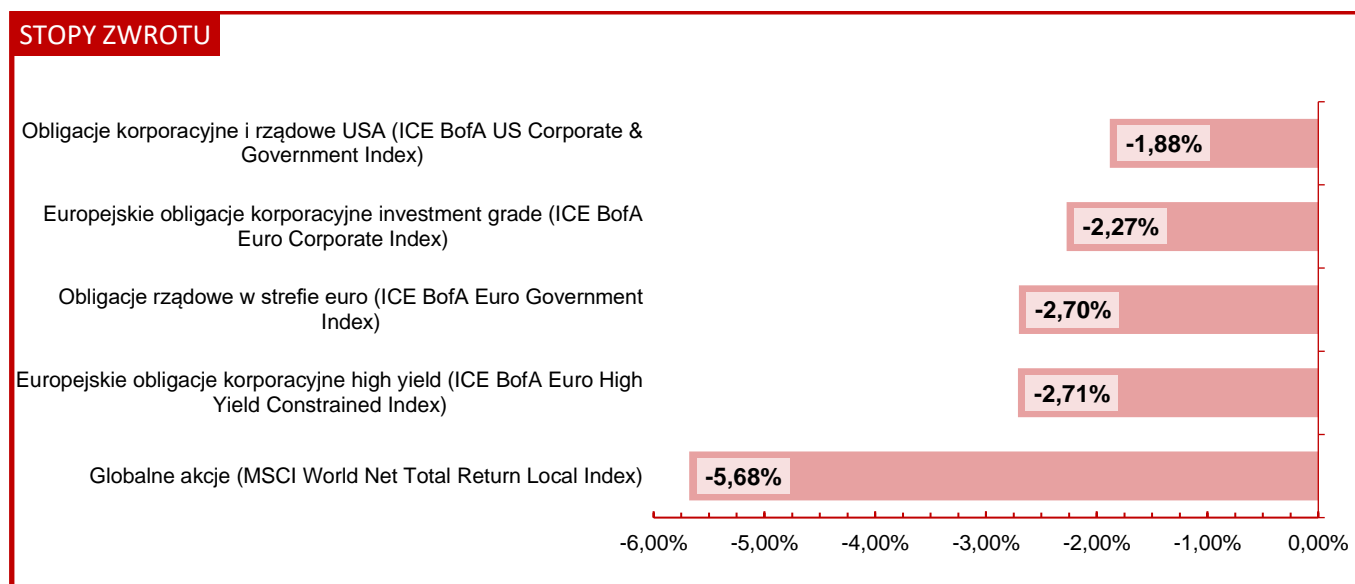 STOPY ZWROTU
Obligacje korporacyjne i rządowe USA (ICE BofA US Corporate &
Government Index)
-1,88%
Europejskie obligacje korporacyjne investment grade (ICE BofA
Euro Corporate Index)
-2,27%
Obligacje rządowe w strefie euro (ICE BofA Euro Government
Index)
-2,70%
Europejskie obligacje korporacyjne high yield (ICE BofA Euro High
Yield Constrained Index)
-2,71%
Globalne akcje (MSCI World Net Total Return Local Index)
-5,68%
-6,00% -5,00% -4,00% -3,00% -2,00% -1,00% 0,00%